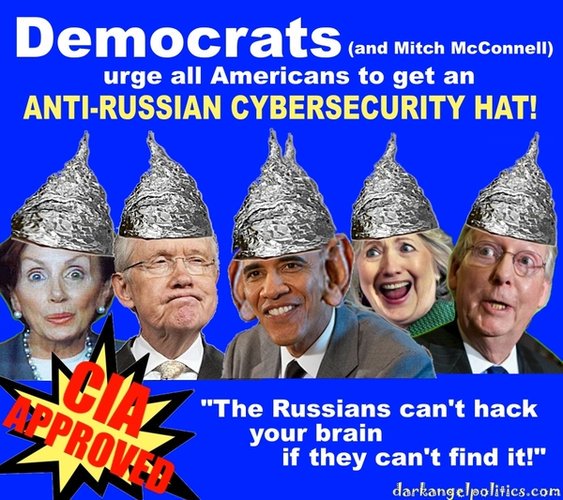 Democrats (and Mitch McConnell)
urge all Americans to get an
ANTI-RUSSIAN CYBERSECURITY HAT!
CIA
APPROVED
"The Russians can't hack
your brain
if they can't find it!"
darkangelpolitics.com